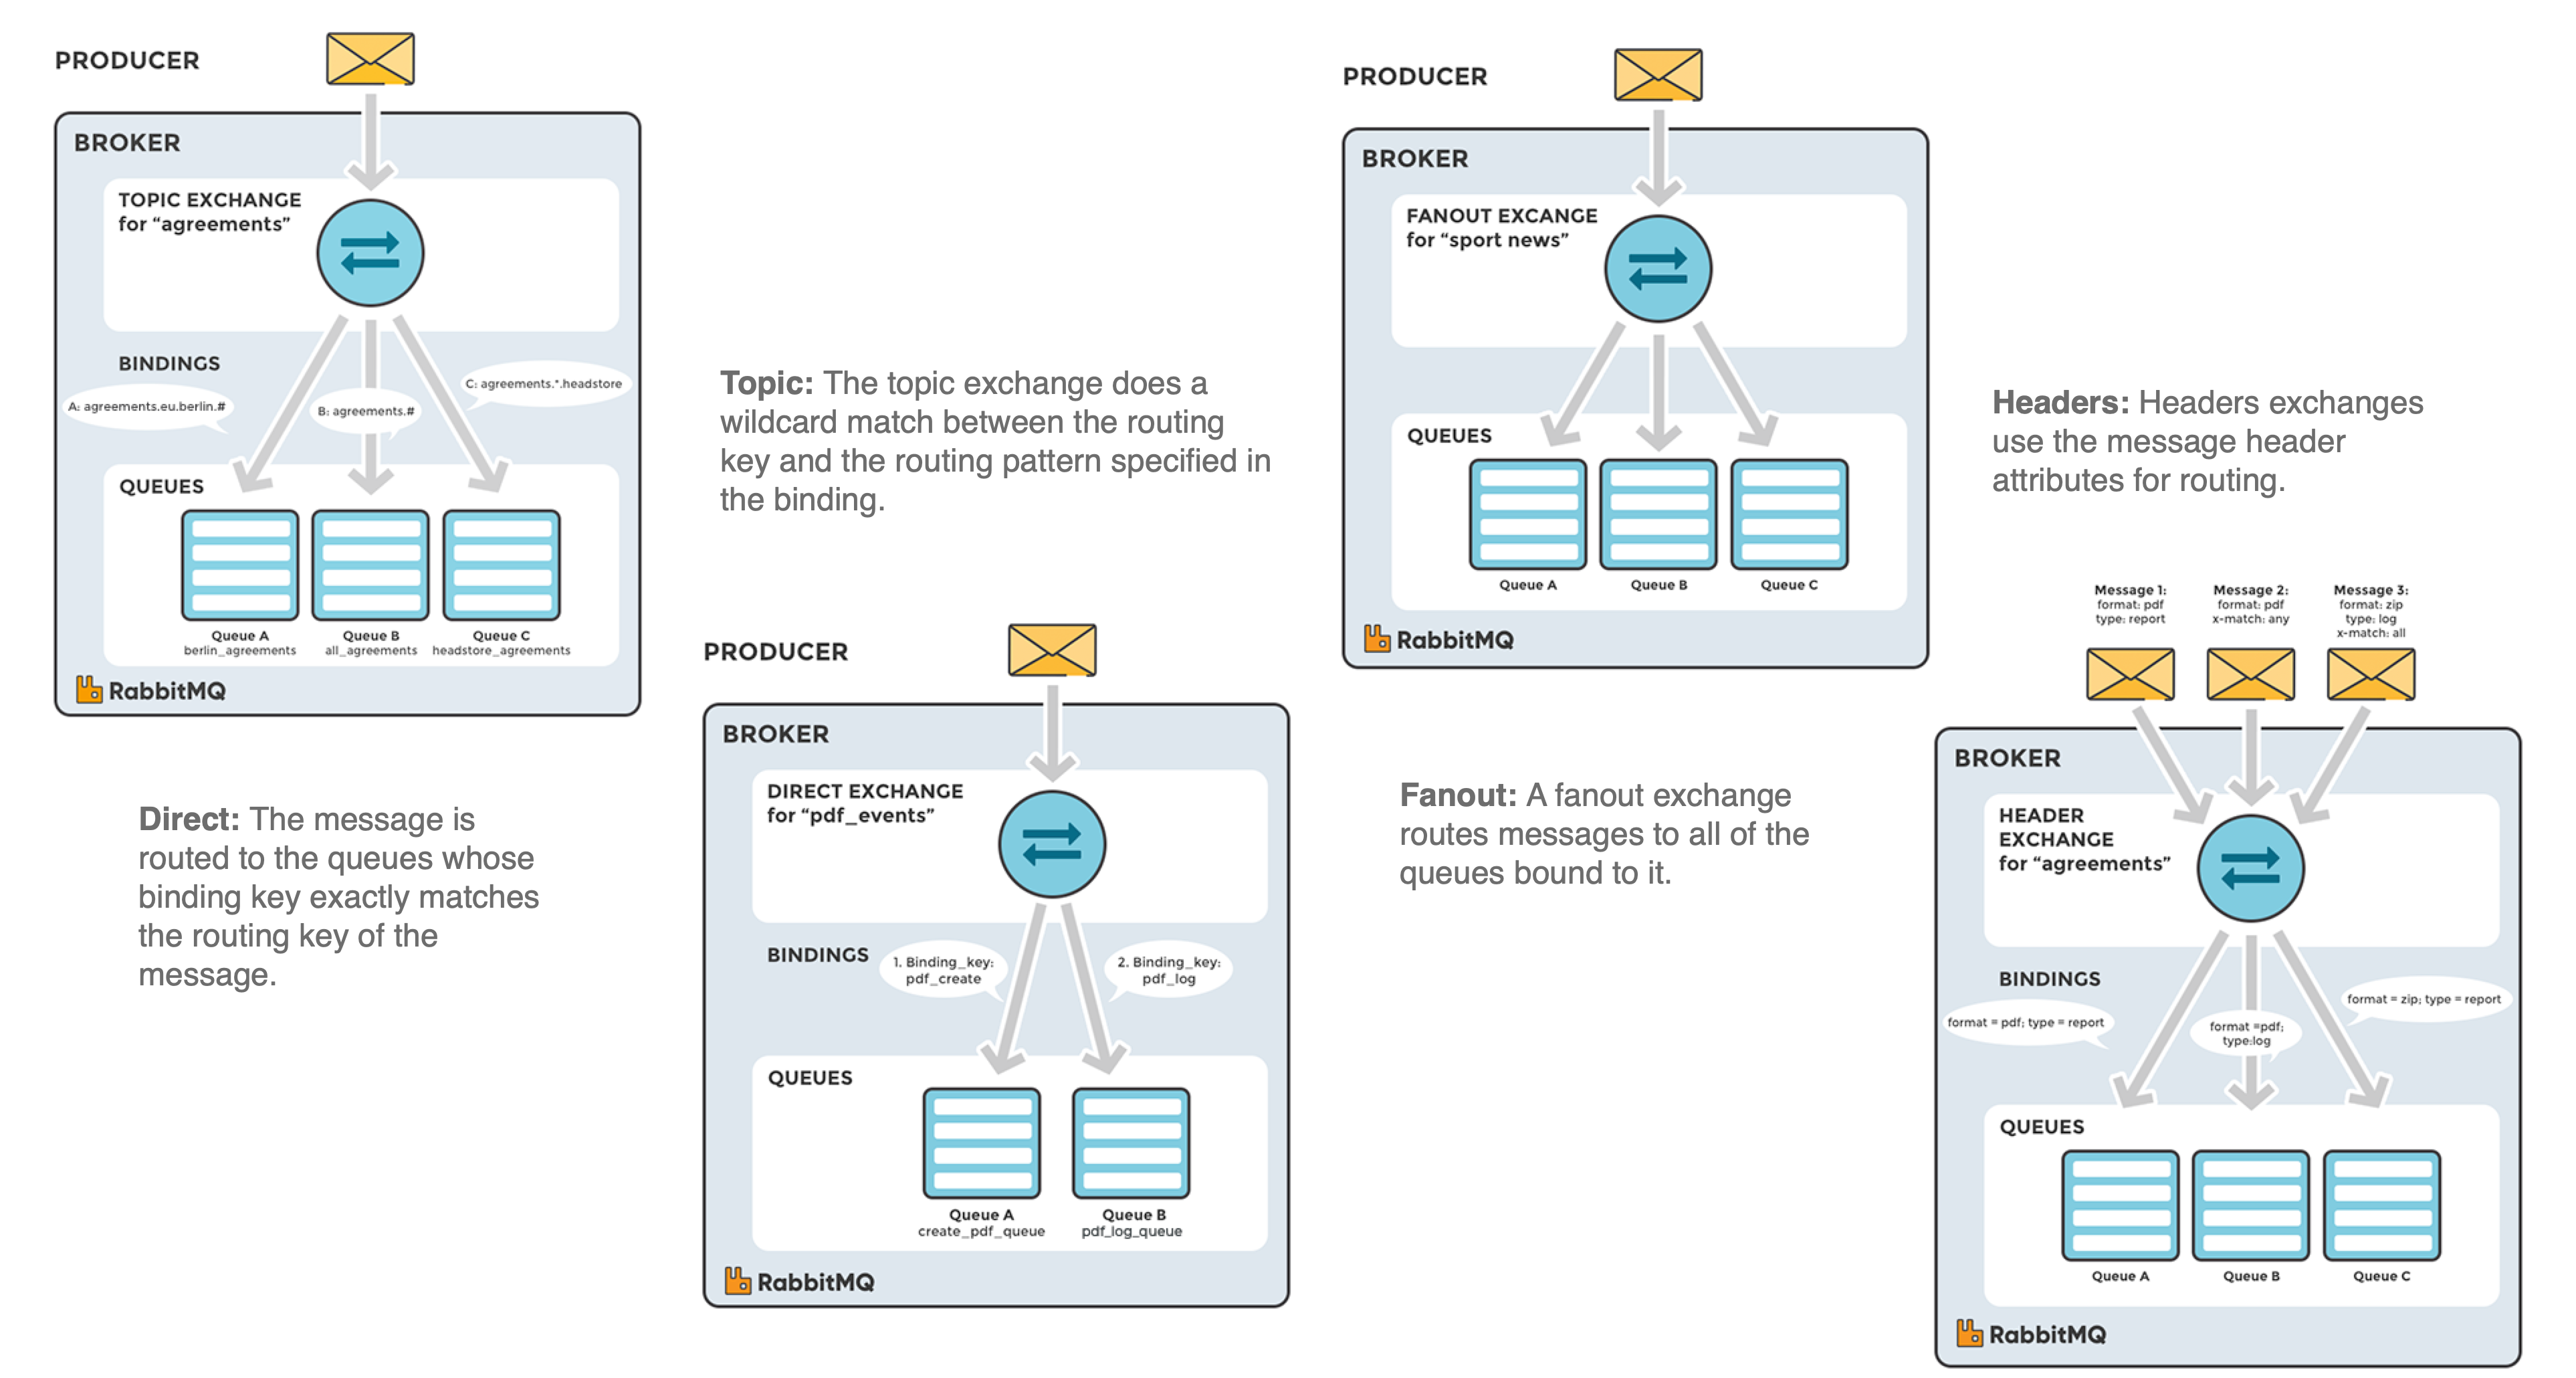 PRODUCER
BROKER
TOPIC EXCHANGE
for “agreements”
BINDINGS
A: agreements.eu.berlin.#
B: agreements.#
C: agreements.*.headstore
QUEUES
Queue A
berlin_agreements
Queue B
all_agreements
Queue C
headstore_agreements
RabbitMQ
Topic: The topic exchange does a
wildcard match between the routing
key and the routing pattern specified in
the binding.
Direct: The message is
routed to the queues whose
binding key exactly matches
the routing key of the
message.
PRODUCER
BROKER
DIRECT EXCHANGE
for “pdf_events”
BINDINGS
1. Binding_key:
pdf_create
2. Binding_key:
pdf_log
QUEUES
Queue A
create_pdf_queue
Queue B
pdf_log_queue
RabbitMQ
PRODUCER
BROKER
FANOUT EXCANGE
for “sport news”
QUEUES
Queue A
Queue B
Queue C
RabbitMQ
Fanout: A fanout exchange
routes messages to all of the
queues bound to it.
Headers: Headers exchanges
use the message header
attributes for routing.
Message 1:
format: pdf
type: report
Message 2:
format: pdf
x-match: any
Message 3:
format: zip
type: log
x-match: all
BROKER
HEADER
EXCHANGE
for “agreements”
BINDINGS
format = pdf; type = report
format =pdf;
type:log
format = zip; type = report
QUEUES
Queue A
Queue B
Queue C
RabbitMQ